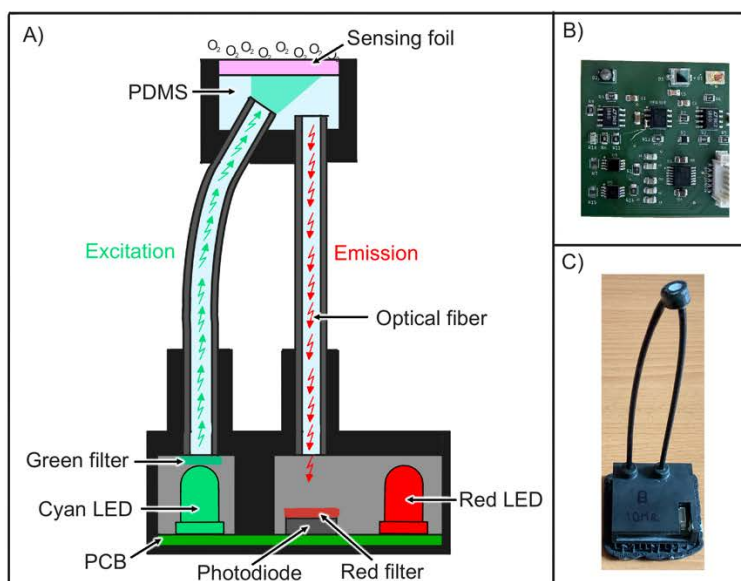 A)
O₂ O₂ O₂ O₂ O₂ O₂ O₂ O₂
Sensing foil
PDMS
Excitation
Emission
Optical fiber
Green filter
Cyan LED
Red LED
PCB
Photodiode
Red filter
B)
C)
B
10Hz